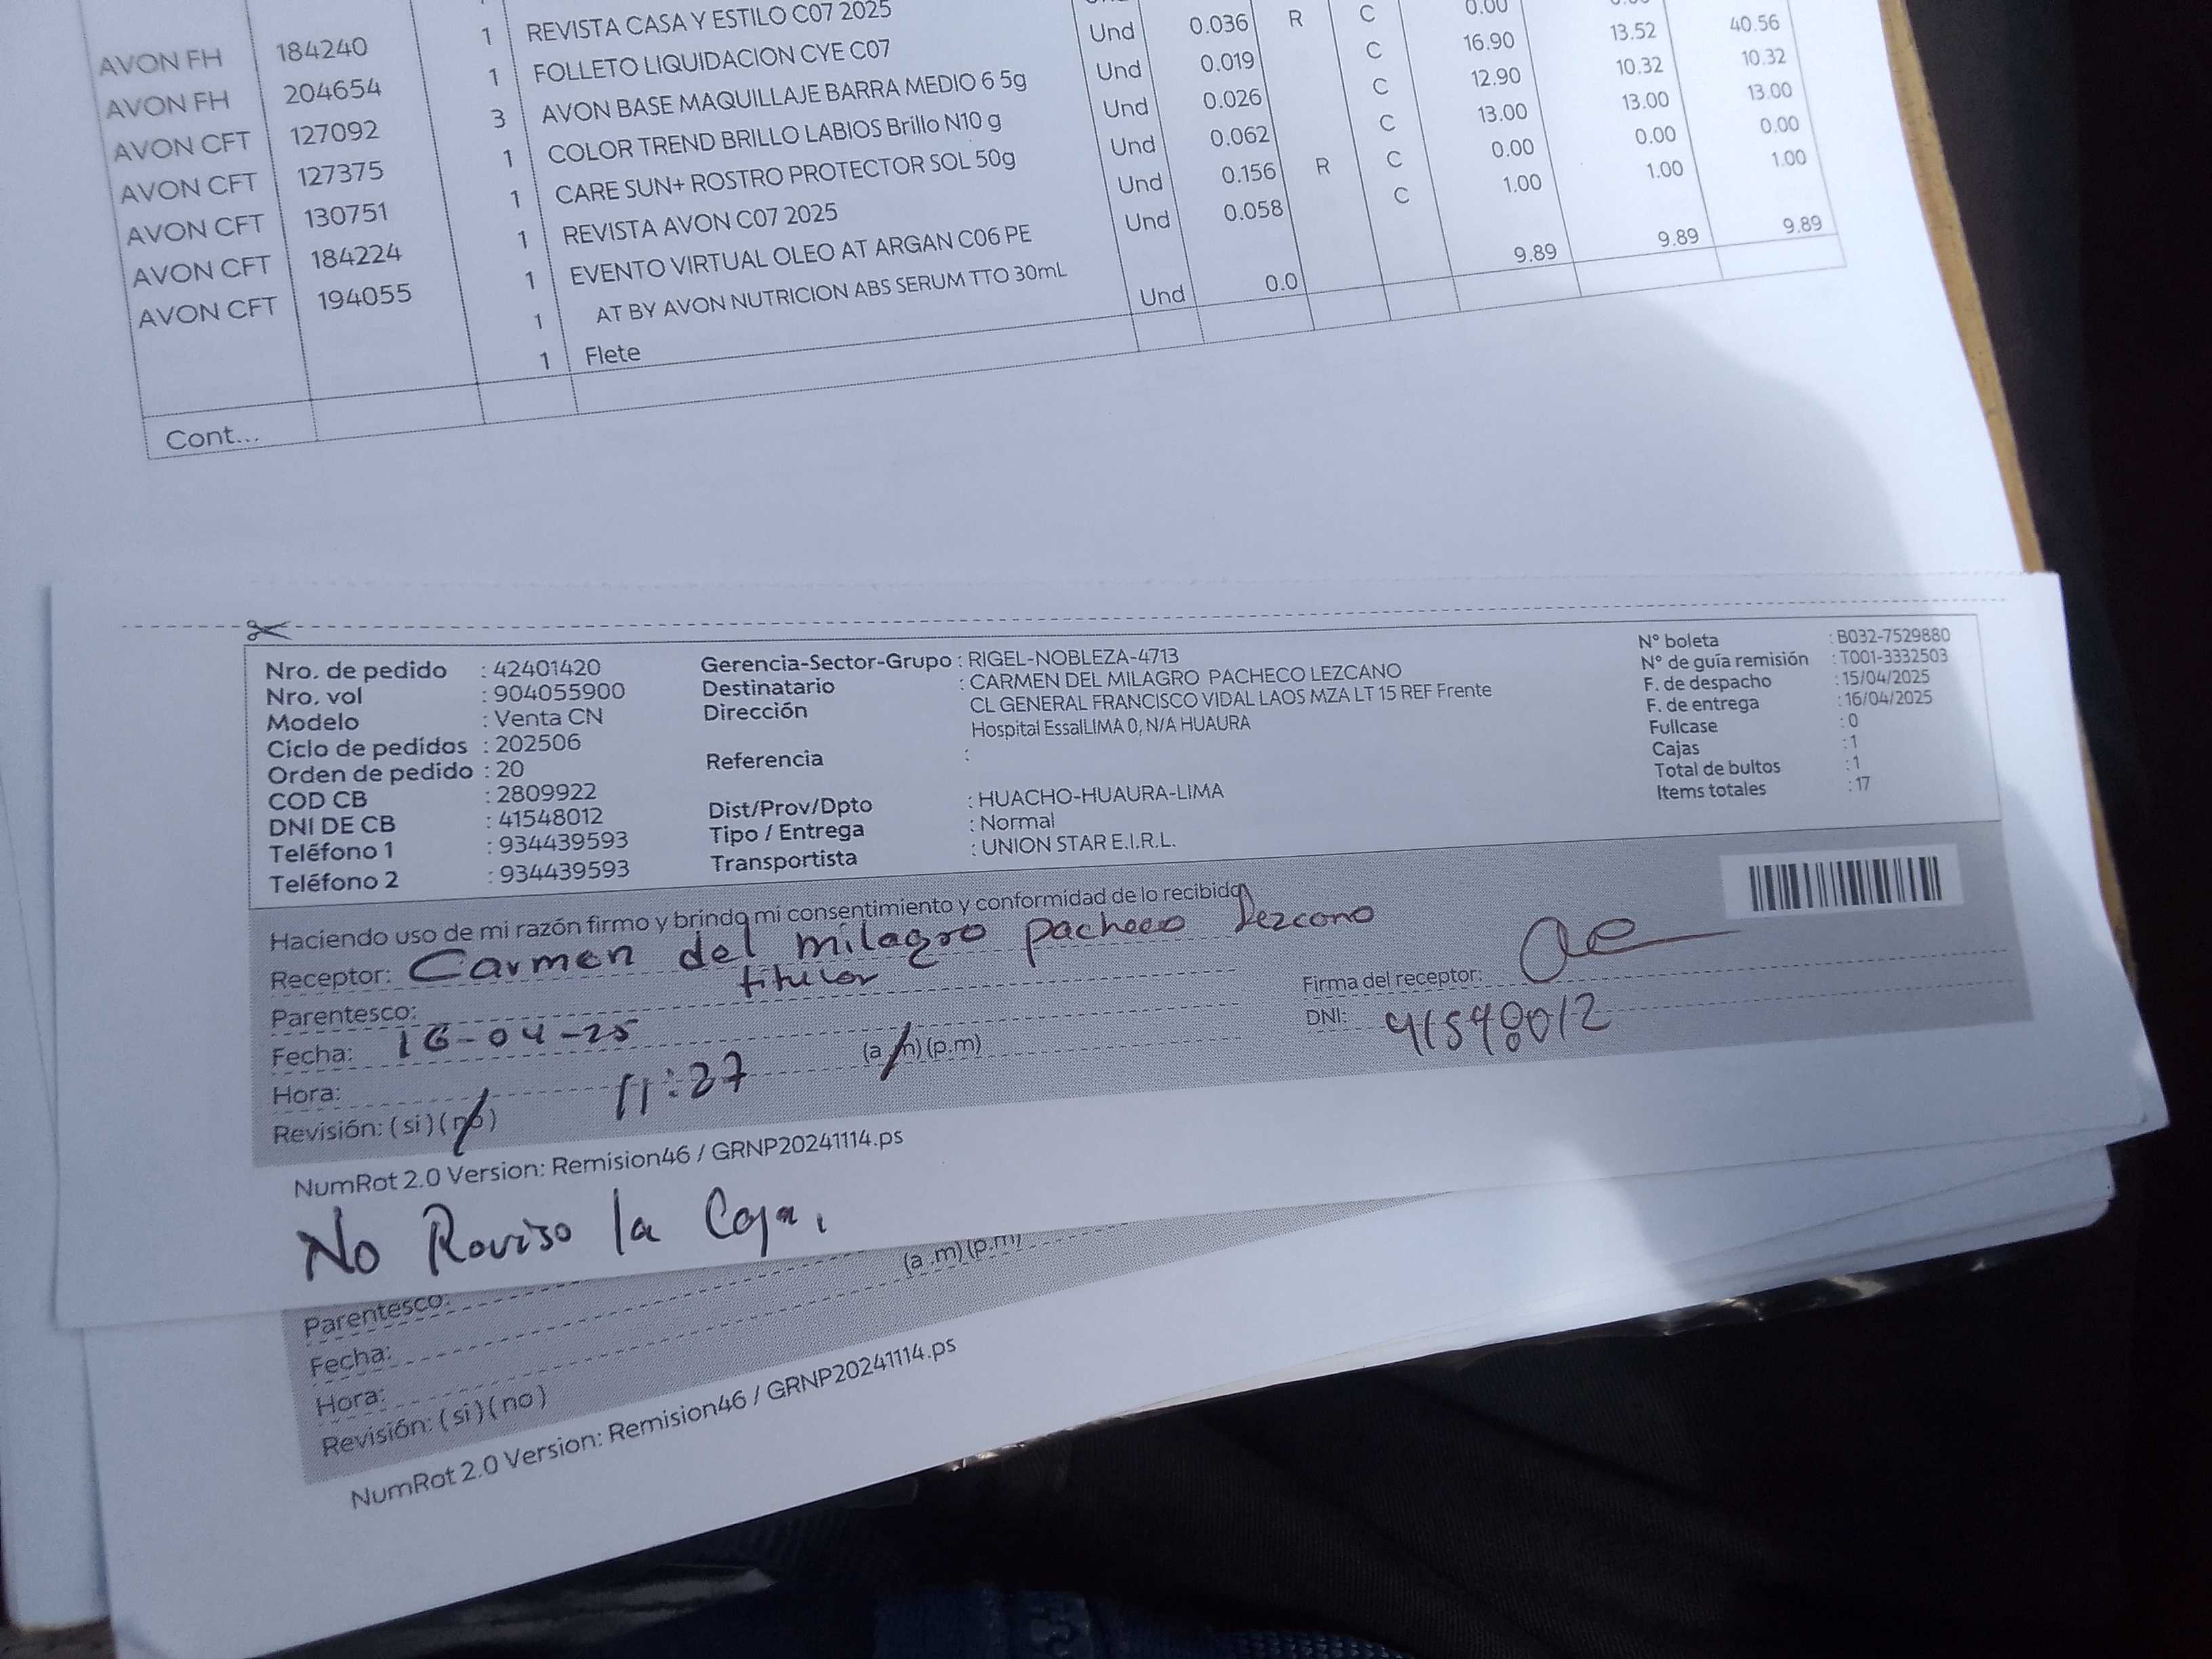 1 REVISTA CASA Y ESTILO C07 2025
AVON FH 184240 1 FOLLETO LIQUIDACION CYE C07 Und 0.036 R C 0.00
AVON FH 204654 3 AVON BASE MAQUILLAJE BARRA MEDIO 6 5g Und 0.019 C 16.90 13.52 40.56
AVON CFT 127092 1 COLOR TREND BRILLO LABIOS Brillo N10 g Und 0.026 C 12.90 10.32 10.32
AVON CFT 127375 1 CARE SUN+ ROSTRO PROTECTOR SOL 50g Und 0.062 C 13.00 13.00 13.00
AVON CFT 130751 1 REVISTA AVON C07 2025 Und 0.156 R C 0.00 0.00 0.00
AVON CFT 184224 1 EVENTO VIRTUAL OLEO AT ARGAN C06 PE Und 0.058 C 1.00 1.00 1.00
AVON CFT 194055 1 AT BY AVON NUTRICION ABS SERUM TTO 30mL
1 Flete Und 0.0 9.89 9.89 9.89
Cont...
Nro. de pedido : 42401420 Gerencia-Sector-Grupo : RIGEL-NOBLEZA-4713 N° boleta : B032-7529880
Nro. vol : 904055900 Destinatario : CARMEN DEL MILAGRO PACHECO LEZCANO N° de guía remisión : T001-3332503
Modelo : Venta CN Dirección CL GENERAL FRANCISCO VIDAL LAOS MZA LT 15 REF Frente F. de despacho : 15/04/2025
Ciclo de pedidos : 202506 Hospital EssalLIMA 0, N/A HUAURA F. de entrega : 16/04/2025
Orden de pedido : 20 Referencia : Fullcase : 0
COD CB : 2809922 Dist/Prov/Dpto : HUACHO-HUAURA-LIMA Cajas : 1
DNI DE CB : 41548012 Tipo / Entrega : Normal Total de bultos : 1
Teléfono 1 : 934439593 Transportista : UNION STAR E.I.R.L. Items totales : 17
Teléfono 2 : 934439593
Haciendo uso de mi razón firmo y brindo mi consentimiento y conformidad de lo recibido
Receptor: Carmen del milagro pacheco Lezcano
Parentesco: titular Firma del receptor:
Fecha: 16-04-25 DNI: 41548012
Hora: 11:27 (a.m)(p.m)
Revisión: (si)(no)
NumRot 2.0 Version: Remision46 / GRNP20241114.ps
No Reviso la Caja.
(a .m)(p.m)
Parentesco:
Fecha:
Hora:
Revisión: (si)(no)
NumRot 2.0 Version: Remision46 / GRNP20241114.ps